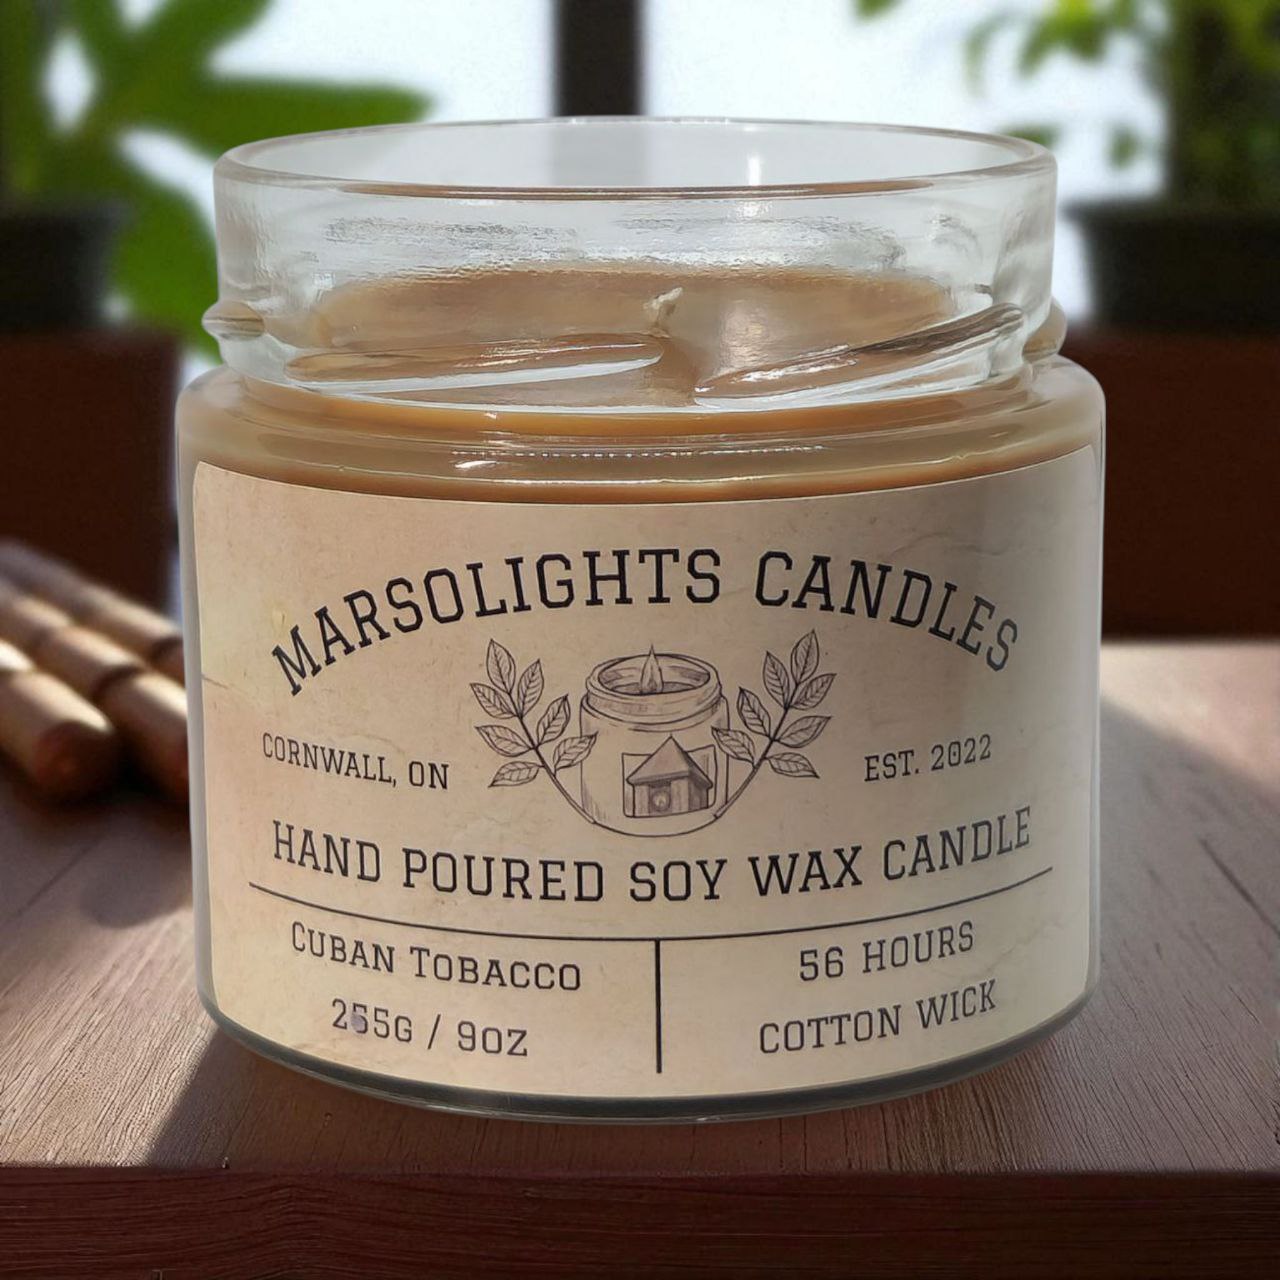 MARSOLIGHTS CANDLES
CORNWALL, ON
EST. 2022
HAND POURED SOY WAX CANDLE
CUBAN TOBACCO
255G / 9OZ
56 HOURS
COTTON WICK